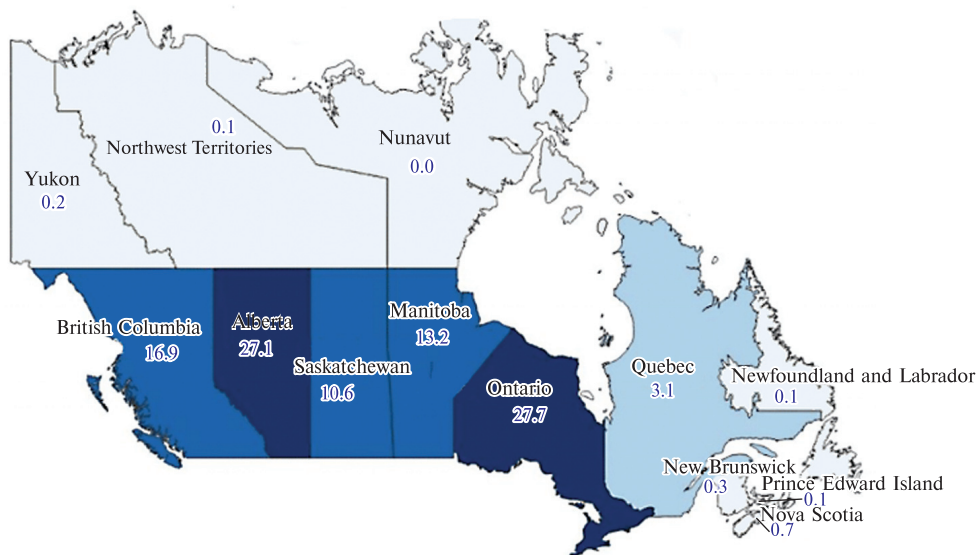 0.1
Northwest Territories
Nunavut
0.0
Yukon
0.2
British Columbia
16.9
Alberta
27.1
Manitoba
13.2
Saskatchewan
10.6
Ontario
27.7
Quebec
3.1
Newfoundland and Labrador
0.1
New Brunswick
0.3
Prince Edward Island
0.1
Nova Scotia
0.7